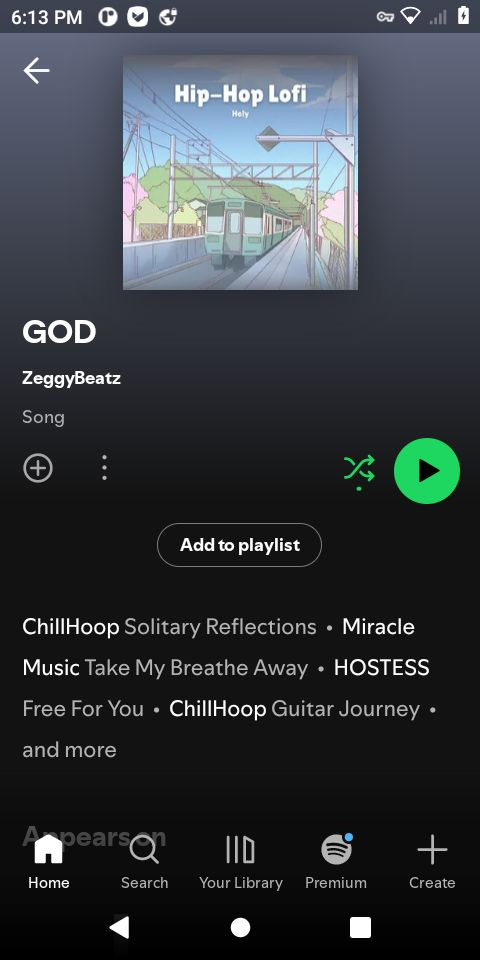 6:13 PM
Hip-Hop Lofi
Hely
GOD
ZeggyBeatz
Song
Add to playlist
ChillHoop Solitary Reflections • Miracle
Music Take My Breathe Away • HOSTESS
Free For You • ChillHoop Guitar Journey •
and more
Appears on
Home
Search
Your Library
Premium
Create